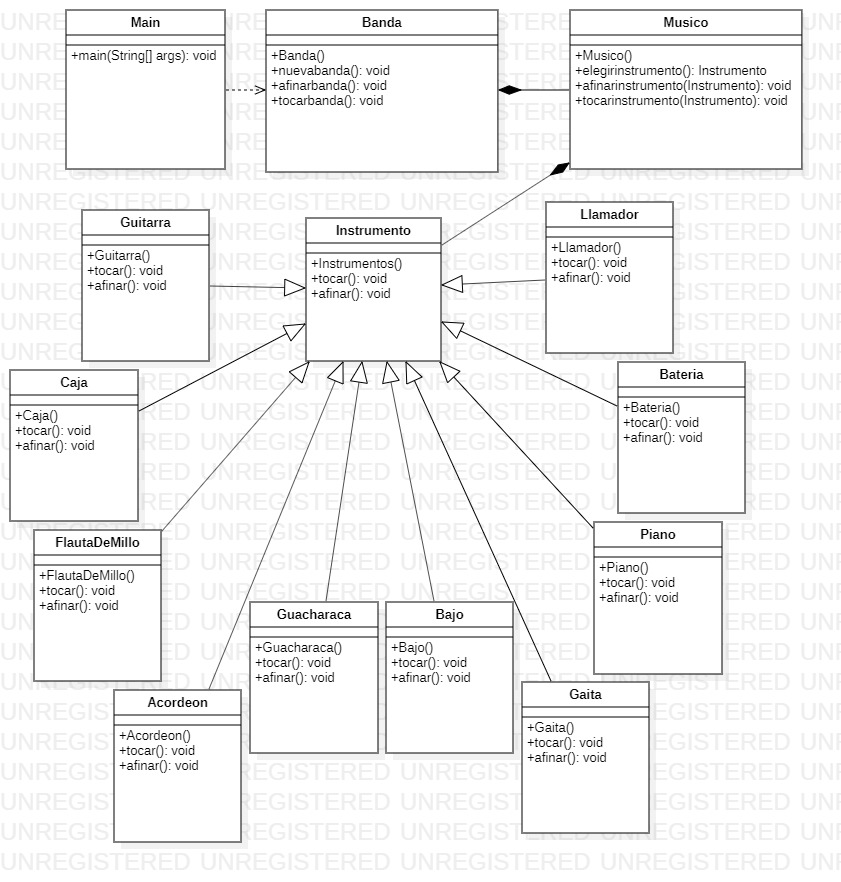 Main
+main(String[] args): void
Banda
+Banda()
+nuevabanda(): void
+afinarbanda(): void
+tocarbanda(): void
Musico
+Musico()
+elegirinstrumento(): Instrumento
+afinarinstrumento(Instrumento): void
+tocarinstrumento(Instrumento): void
Guitarra
+Guitarra()
+tocar(): void
+afinar(): void
Instrumento
+Instrumentos()
+tocar(): void
+afinar(): void
Llamador
+Llamador()
+tocar(): void
+afinar(): void
Caja
+Caja()
+tocar(): void
+afinar(): void
Bateria
+Bateria()
+tocar(): void
+afinar(): void
FlautaDeMillo
+FlautaDeMillo()
+tocar(): void
+afinar(): void
Piano
+Piano()
+tocar(): void
+afinar(): void
Guacharaca
+Guacharaca()
+tocar(): void
+afinar(): void
Bajo
+Bajo()
+tocar(): void
+afinar(): void
Acordeon
+Acordeon()
+tocar(): void
+afinar(): void
Gaita
+Gaita()
+tocar(): void
+afinar(): void
UNREGISTERED